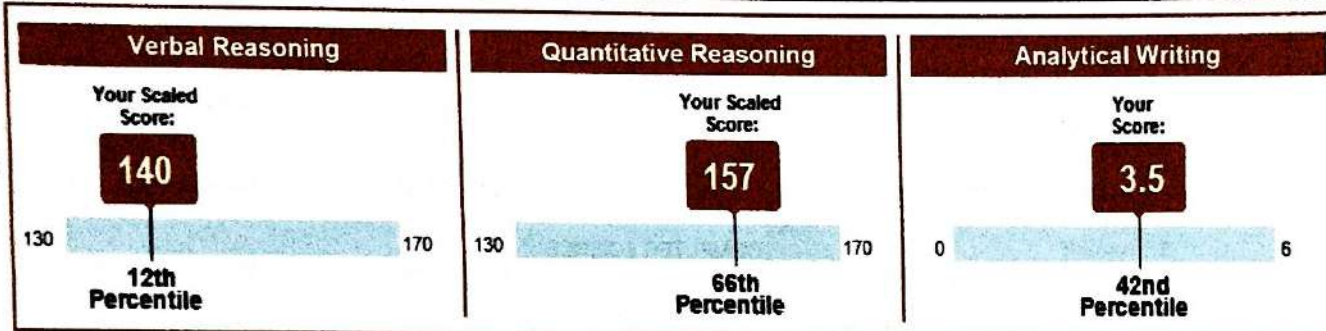 Verbal Reasoning
Your Scaled
Score:
140
130
170
12th
Percentile
Quantitative Reasoning
Your Scaled
Score:
157
130
170
66th
Percentile
Analytical Writing
Your
Score:
3.5
0
6
42nd
Percentile